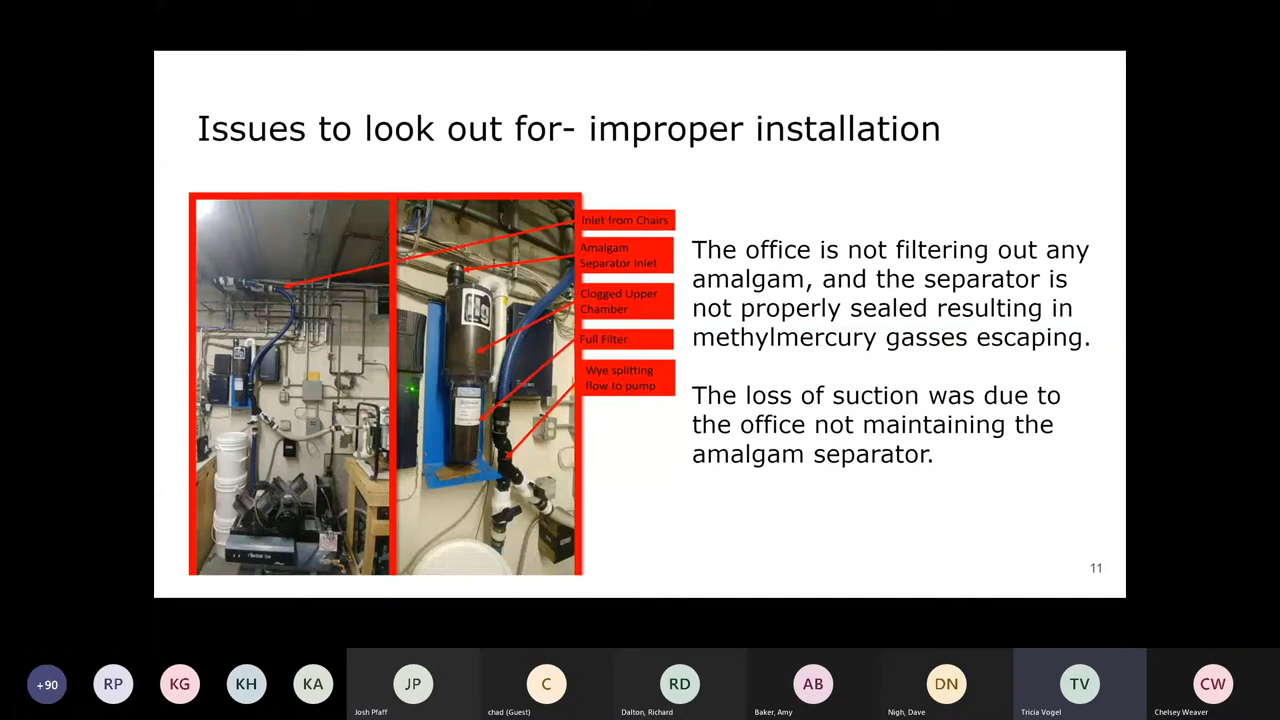 Issues to look out for- improper installation
Inlet from Chairs
Amalgam
Separator Inlet
Clogged Upper
Chamber
Full Filter
Wye splitting
flow to pump
The office is not filtering out any
amalgam, and the separator is
not properly sealed resulting in
methylmercury gasses escaping.
The loss of suction was due to
the office not maintaining the
amalgam separator.
11
+90
RP
KG
KH
KA
JP
C
RD
AB
DN
TV
CW
Josh Pfaff
chad (Guest)
Dalton, Richard
Baker, Amy
Nigh, Dave
Tricia Vogel
Chelsey Weaver